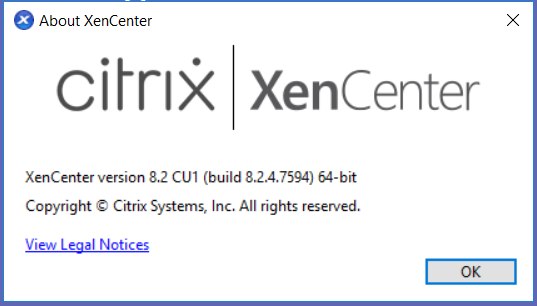 About XenCenter
citrix | XenCenter
XenCenter version 8.2 CU1 (build 8.2.4.7594) 64-bit
Copyright © Citrix Systems, Inc. All rights reserved.
View Legal Notices
OK